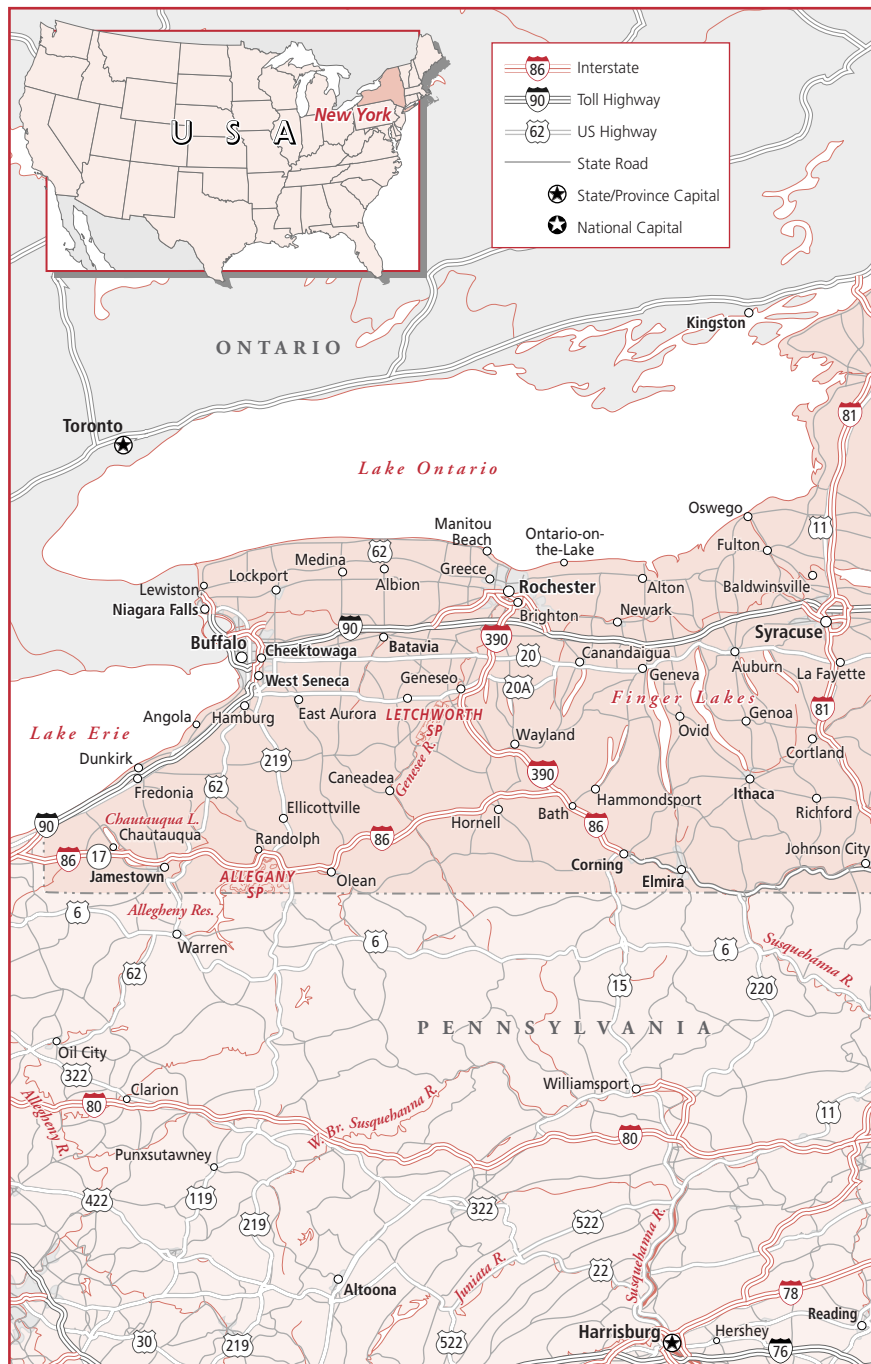 New York
U S A
86 Interstate
90 Toll Highway
62 US Highway
State Road
State/Province Capital
National Capital
Kingston
ONTARIO
Toronto
81
Lake Ontario
Oswego
11
Manitou
Beach
Ontario-on-
the-Lake
62
Fulton
Medina
Greece
Lewiston
Lockport
Albion
Rochester
Alton
Baldwinsville
Niagara Falls
Brighton
Newark
90
390
Syracuse
Buffalo
Cheektowaga
Batavia
20
Canandaigua
Auburn
West Seneca
Geneseo
20A
Geneva
La Fayette
Finger Lakes
Hamburg
East Aurora
LETCHWORTH
SP
Angola
Lake Erie
Ovid
Genoa
81
Wayland
Genesee R.
Dunkirk
219
Cortland
Fredonia
62
Caneadea
390
Hammondsport
Ithaca
Ellicottville
Chautauqua L.
90
Hornell
Bath
Richford
Chautauqua
Randolph
86
86
86
17
Corning
Johnson City
Jamestown
ALLEGANY
SP
Olean
Elmira
6
Allegheny Res.
Warren
6
6
Susquehanna R.
62
15
220
PENNSYLVANIA
Oil City
322
Clarion
Williamsport
80
Allegheny R.
W. Br. Susquehanna R.
11
80
Punxsutawney
422
119
219
322
522
Susquehanna R.
Juniata R.
22
Altoona
78
Reading
30
219
522
Harrisburg
Hershey
76